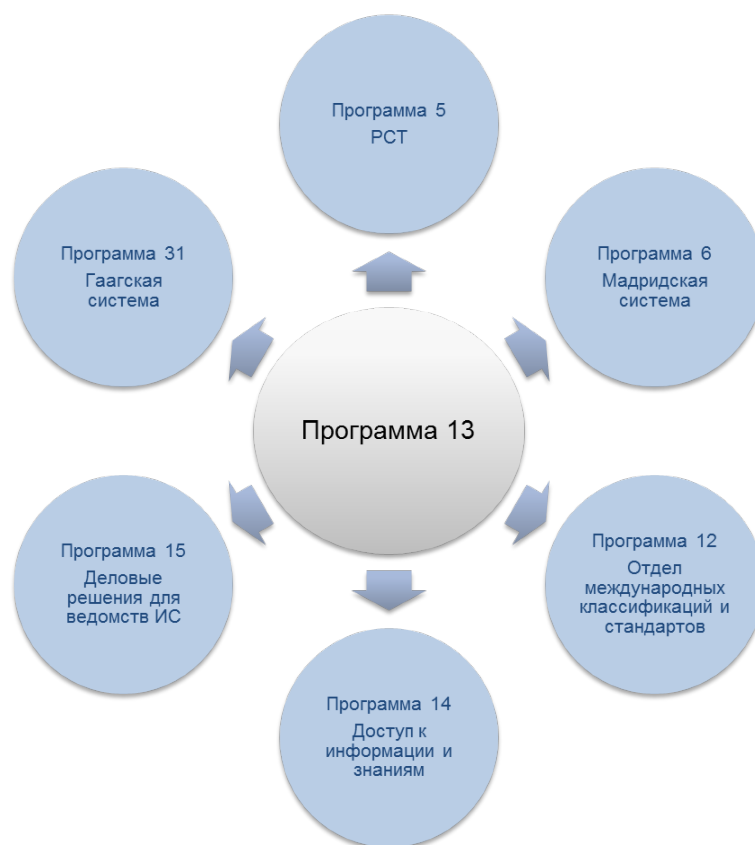 Программа 5
PCT
Программа 31
Гаагская
система
Программа 6
Мадридская
система
Программа 13
Программа 15
Деловые
решения для
ведомств ИС
Программа 12
Отдел
международных
классификаций и
стандартов
Программа 14
Доступ к
информации и
знаниям